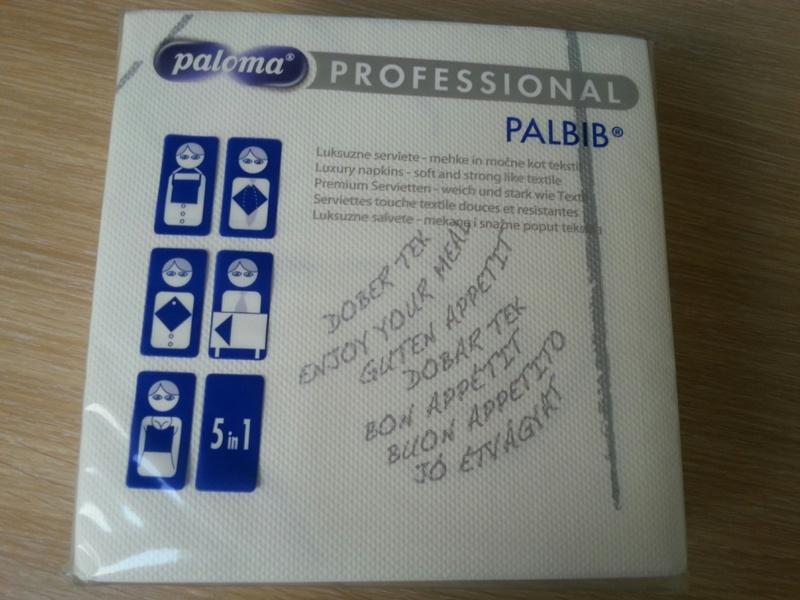 paloma®
PROFESSIONAL
PALBIB®
Luksuzne serviete - mehke in močne kot tekstil
Luxury napkins - soft and strong like textile
Premium Servietten - weich und stark wie Textil
Serviettes touche textile douces et resistantes
Luksuzne salvete - mekane i snažne poput tekstila
DOBER TEK
ENJOY YOUR MEAL
GUTEN APPETIT
DOBAR TEK
BON APPÉTIT
BUON APPETITO
JÓ ÉTVÁGYÁT
5 in 1